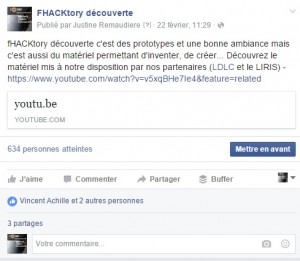 FHACKtory découverte
Publié par Justine Remaudiere [?] · 22 février, 11:29 ·
fHACKtory découverte c'est des prototypes et une bonne ambiance mais
c'est aussi du matériel permettant d'inventer, de créer... Découvrez le
matériel mis à notre disposition par nos partenaires (LDLC et le LIRIS) -
https://www.youtube.com/watch?v=v5xqBHe7Ie4&feature=related
youtu.be
YOUTUBE.COM
634 personnes atteintes
Mettre en avant
J'aime Commenter Partager Buffer
Vincent Achille et 2 autres personnes
3 partages
Votre commentaire...